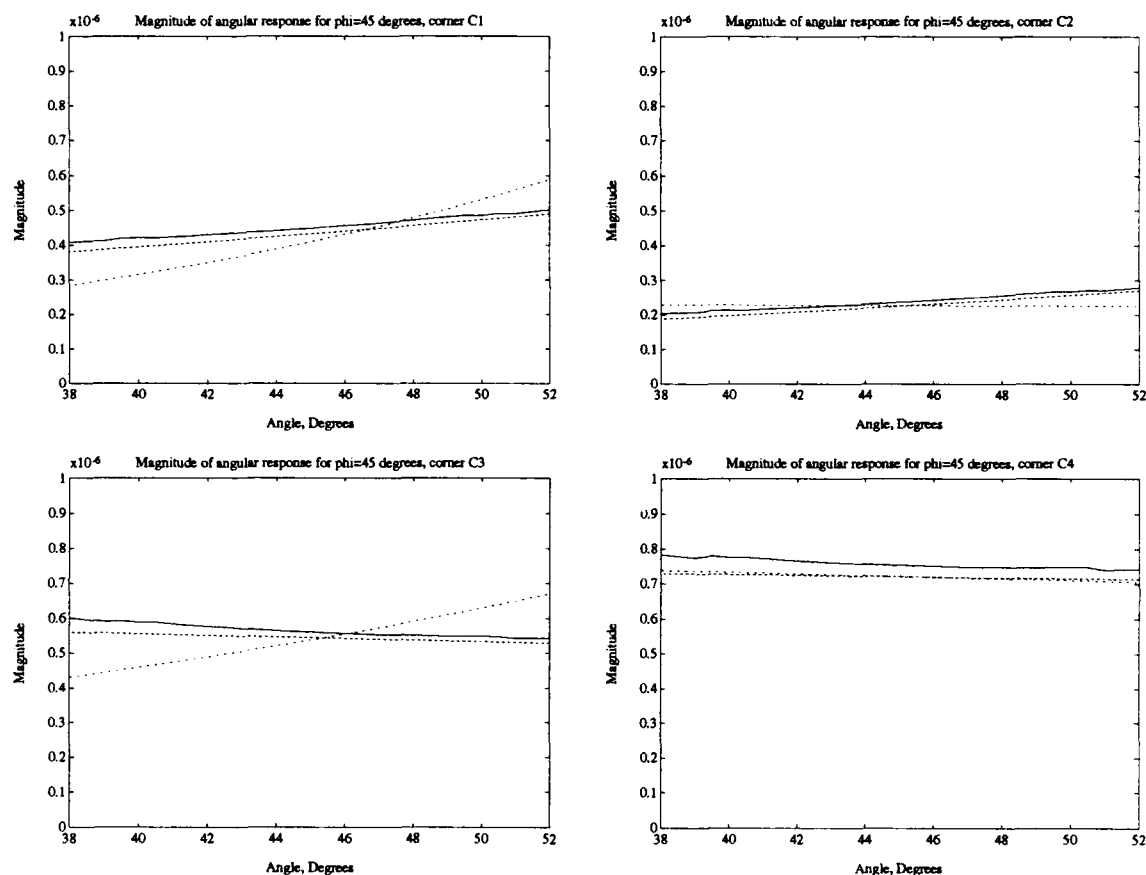 x10-6 Magnitude of angular response for phi=45 degrees, corner C1
1
0.9
0.8
0.7
0.6
0.5
0.4
0.3
0.2
0.1
0
38 40 42 44 46 48 50 52
Magnitude
Angle, Degrees
x10-6 Magnitude of angular response for phi=45 degrees, corner C2
1
0.9
0.8
0.7
0.6
0.5
0.4
0.3
0.2
0.1
0
38 40 42 44 46 48 50 52
Magnitude
Angle, Degrees
x10-6 Magnitude of angular response for phi=45 degrees, corner C3
1
0.9
0.8
0.7
0.6
0.5
0.4
0.3
0.2
0.1
0
38 40 42 44 46 48 50 52
Magnitude
Angle, Degrees
x10-6 Magnitude of angular response for phi=45 degrees, corner C4
1
0.9
0.8
0.7
0.6
0.5
0.4
0.3
0.2
0.1
0
38 40 42 44 46 48 50 52
Magnitude
Angle, Degrees